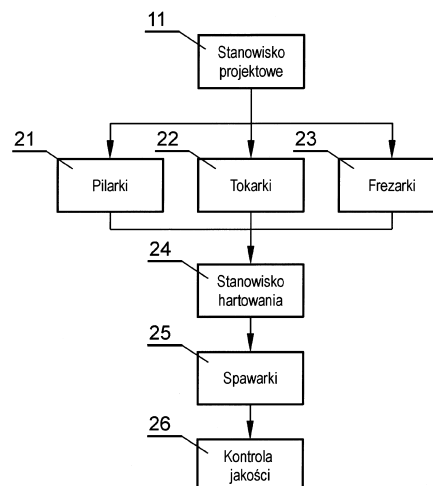 11
Stanowisko
projektowe
21
Pilarki
22
Tokarki
23
Frezarki
24
Stanowisko
hartowania
25
Spawarki
26
Kontrola
jakości